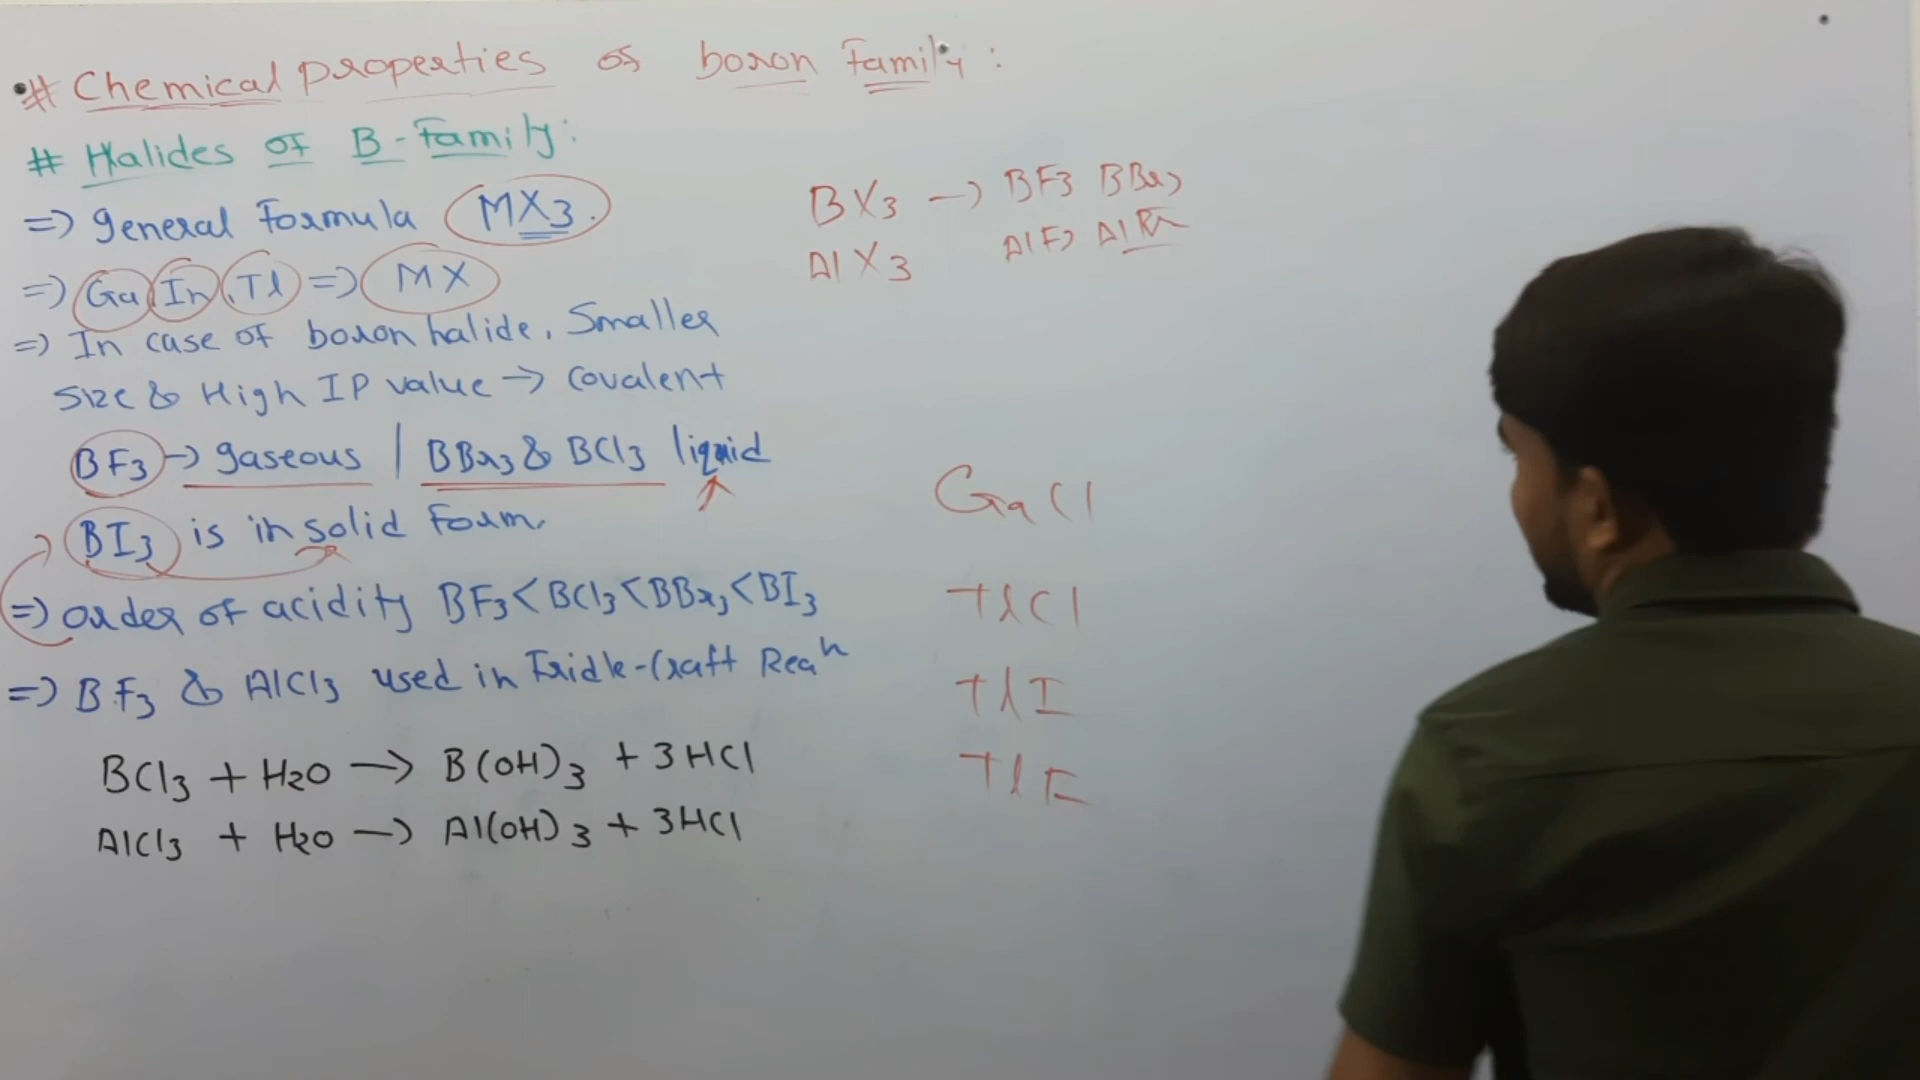 # Chemical properties of boron Family:
# Halides of B-Family:
=> general Formula MX3.
=> Ga, In, Tl => MX
=> In case of boron halide, Smaller
Size & High IP value -> Covalent
BF3 -> gaseous / BBr3 & BCl3 liquid
BI3 is in solid Form.
=> order of acidity BF3<BCl3<BBr3<BI3
=> BF3 & AlCl3 used in Fridle-Craft Reaⁿ
BCl3 + H2O -> B(OH)3 + 3HCl
AlCl3 + H2O -> Al(OH)3 + 3HCl
BX3 -> BF3 BBr3
AlX3 AlF3
GaCl
TlCl
TlI
TlF